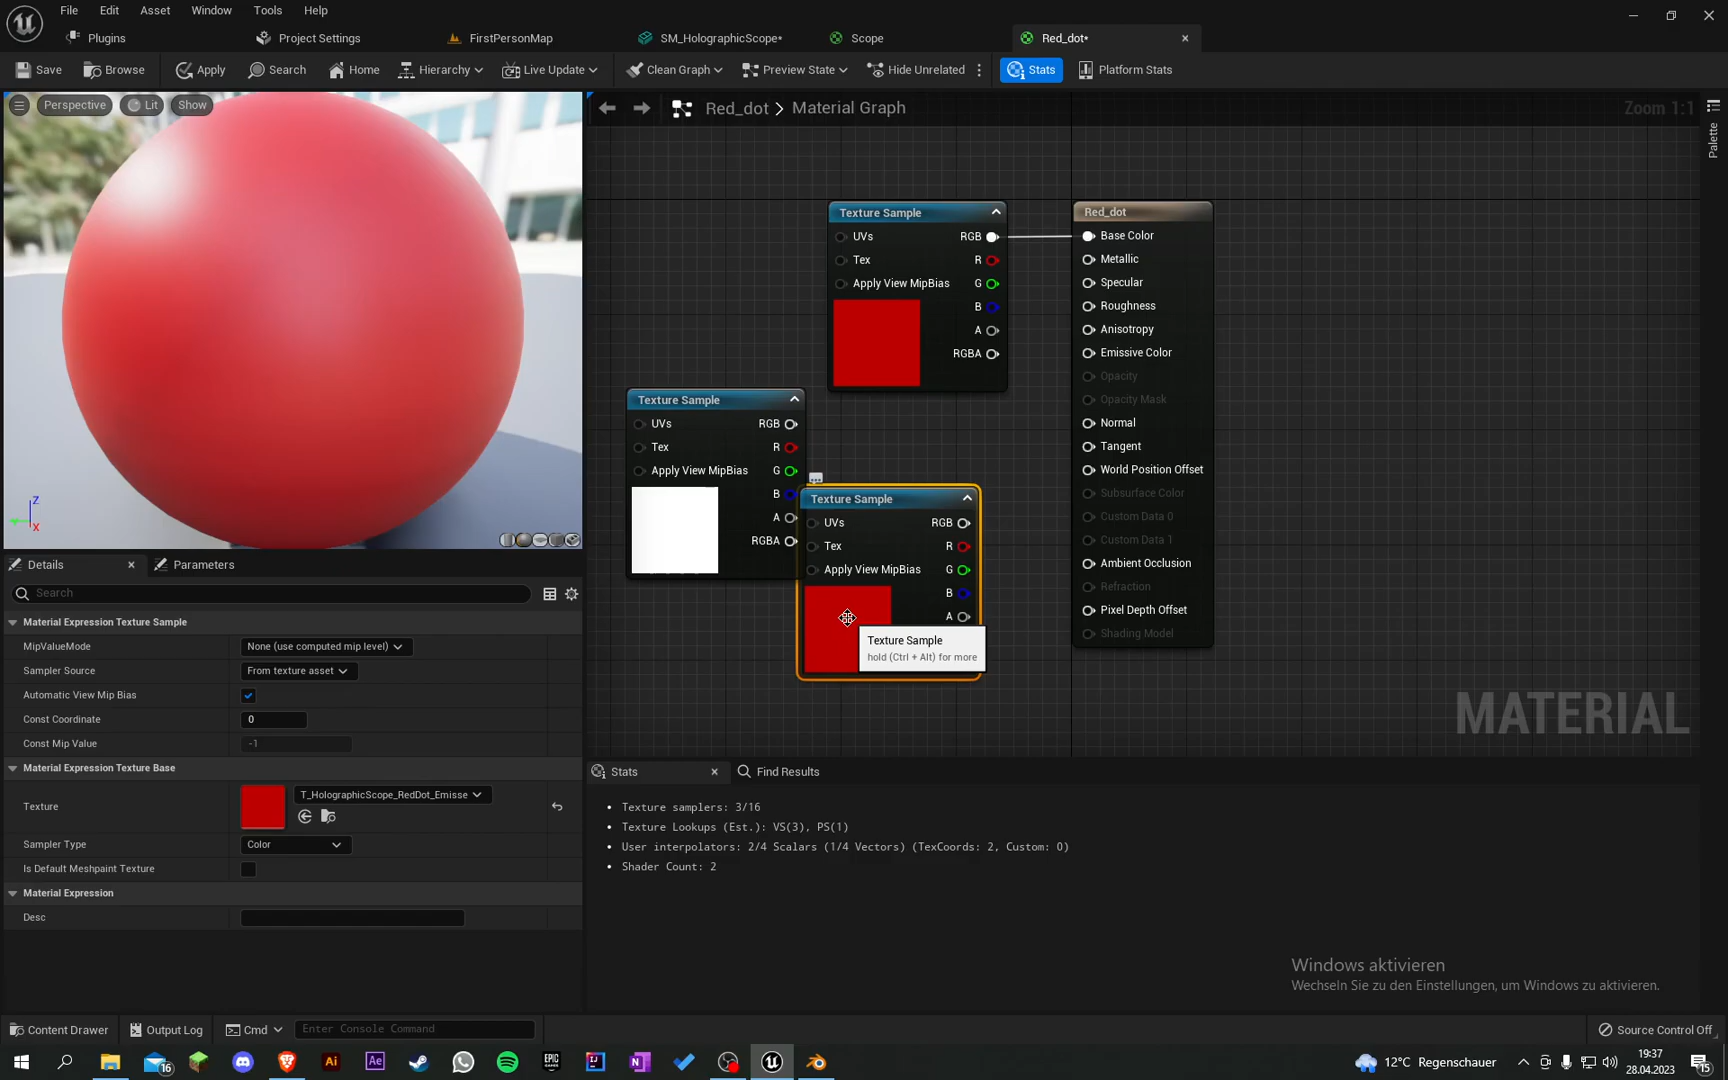 File Edit Asset Window Tools Help
Plugins Project Settings FirstPersonMap SM_HolographicScope* Scope Red_dot*
Save Browse Apply Search Home Hierarchy Live Update Clean Graph Preview State Hide Unrelated Stats Platform Stats
Perspective Lit Show
Red_dot > Material Graph
Zoom 1:1
Palette
Texture Sample
UVs RGB
Tex R
Apply View MipBias G
B
A
RGBA
Red_dot
Base Color
Metallic
Specular
Roughness
Anisotropy
Emissive Color
Opacity
Opacity Mask
Normal
Tangent
World Position Offset
Subsurface Color
Custom Data 0
Custom Data 1
Ambient Occlusion
Refraction
Pixel Depth Offset
Shading Model
Texture Sample
UVs RGB
Tex R
Apply View MipBias G
B
A
RGBA
Texture Sample
UVs RGB
Tex R
Apply View MipBias G
B
A
Texture Sample
hold (Ctrl + Alt) for more
MATERIAL
Z
X
Details Parameters
Search
Material Expression Texture Sample
MipValueMode None (use computed mip level)
Sampler Source From texture asset
Automatic View Mip Bias
Const Coordinate 0
Const Mip Value -1
Material Expression Texture Base
Texture T_HolographicScope_RedDot_Emisse
Sampler Type Color
Is Default Meshpaint Texture
Material Expression
Desc
Stats Find Results
• Texture samplers: 3/16
• Texture Lookups (Est.): VS(3), PS(1)
• User interpolators: 2/4 Scalars (1/4 Vectors) (TexCoords: 2, Custom: 0)
• Shader Count: 2
Windows aktivieren
Wechseln Sie zu den Einstellungen, um Windows zu aktivieren.
Content Drawer Output Log Cmd Enter Console Command Source Control Off
16 Ai Ae EPIC GAMES IJ N 12°C Regenschauer 19:37
28.04.2023 15